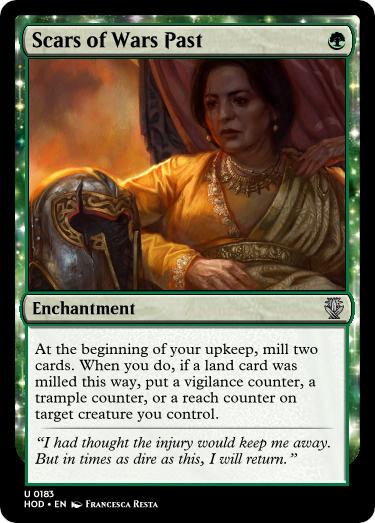 Scars of Wars Past
Enchantment
At the beginning of your upkeep, mill two
cards. When you do, if a land card was
milled this way, put a vigilance counter, a
trample counter, or a reach counter on
target creature you control.
“I had thought the injury would keep me away.
But in times as dire as this, I will return.”
U 0183
HOD • EN Francesca Resta